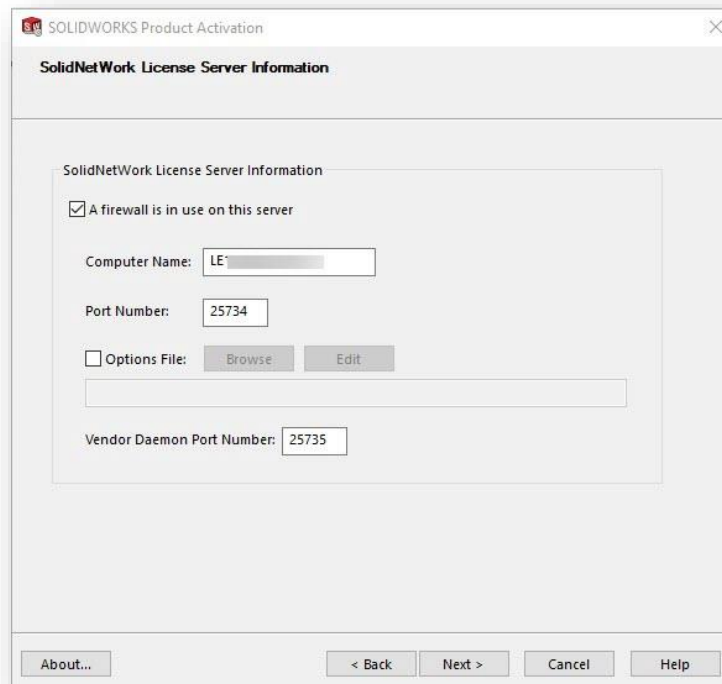 SOLIDWORKS Product Activation
SolidNetWork License Server Information
SolidNetWork License Server Information
A firewall is in use on this server
Computer Name: LE
Port Number: 25734
Options File: Browse Edit
Vendor Daemon Port Number: 25735
About... < Back Next > Cancel Help